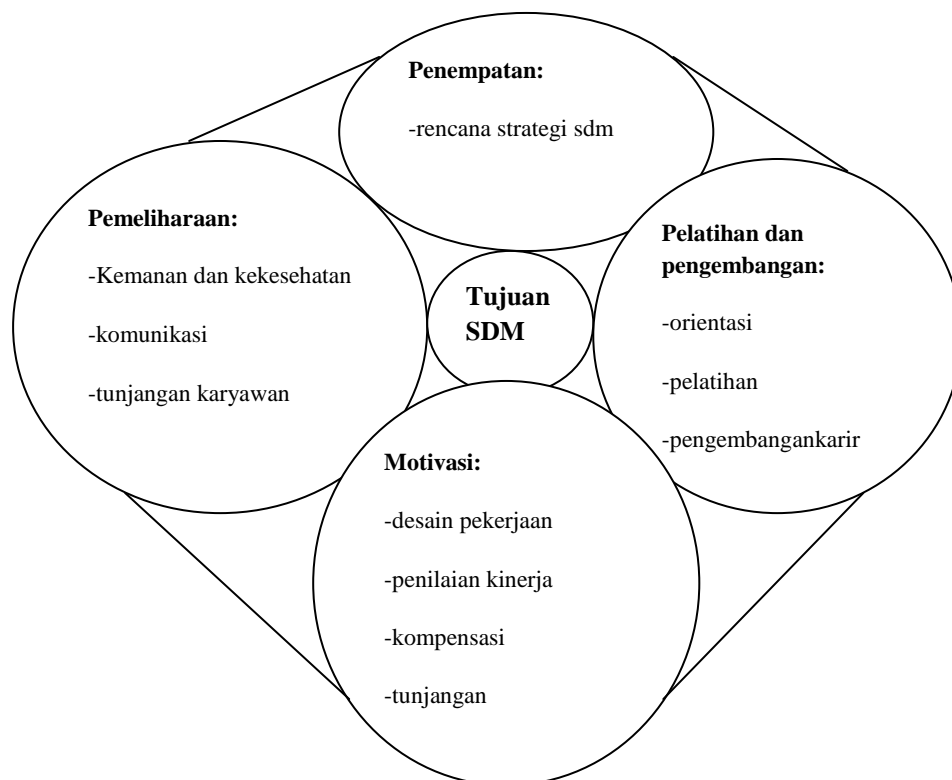 Penempatan:
-rencana strategi sdm
Pemeliharaan:
-Kemanan dan kekesehatan
-komunikasi
-tunjangan karyawan
Tujuan
SDM
Pelatihan dan
pengembangan:
-orientasi
-pelatihan
-pengembangankarir
Motivasi:
-desain pekerjaan
-penilaian kinerja
-kompensasi
-tunjangan